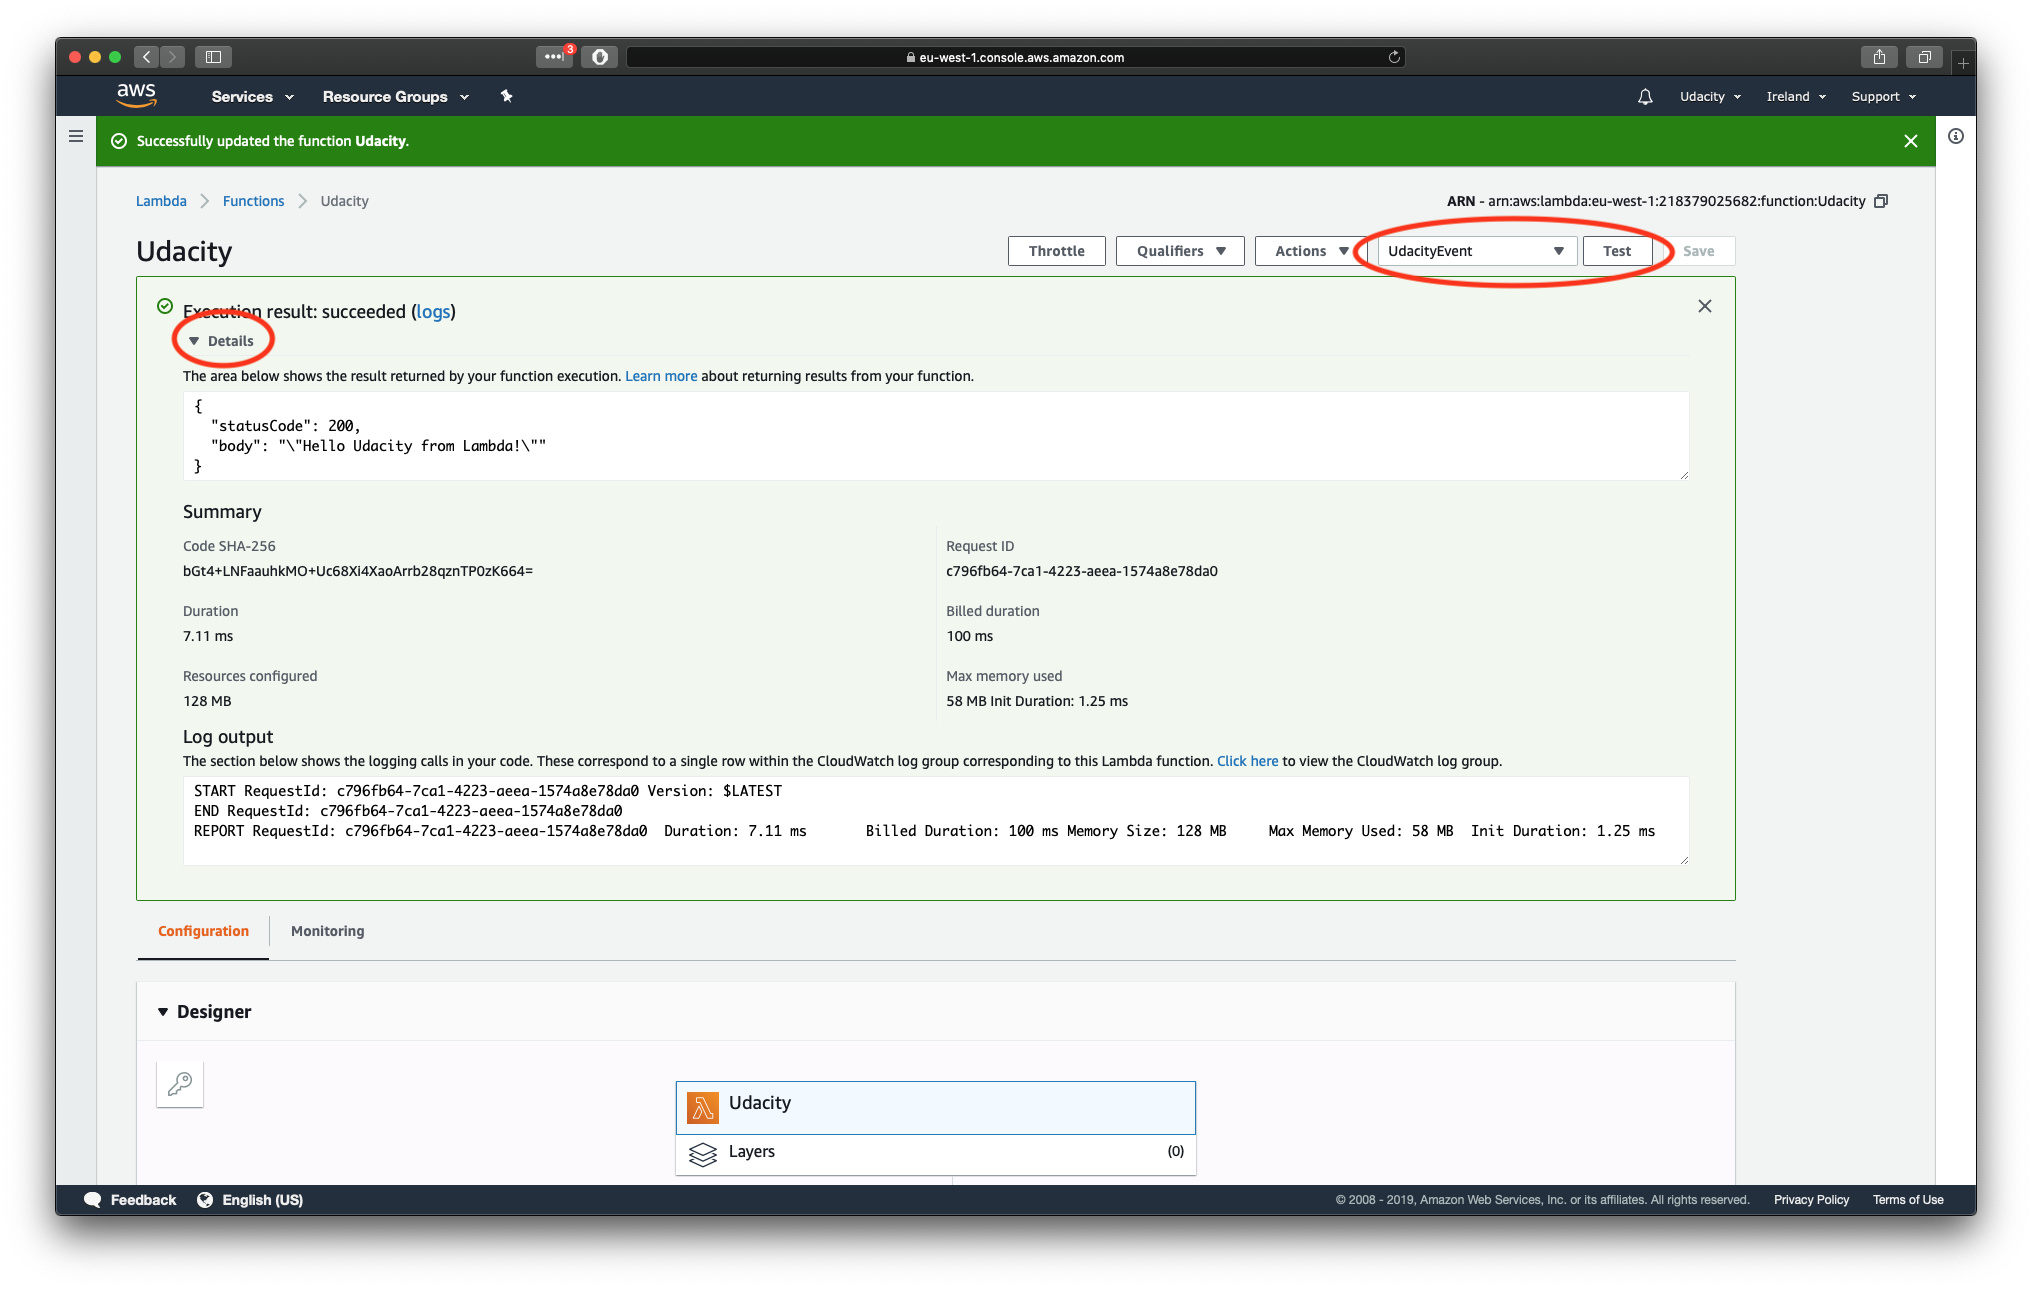 3
eu-west-1.console.aws.amazon.com
aws Services Resource Groups Udacity Ireland Support
Successfully updated the function Udacity.
Lambda Functions Udacity ARN - arn:aws:lambda:eu-west-1:218379025682:function:Udacity
Udacity Throttle Qualifiers Actions UdacityEvent Test Save
Execution result: succeeded (logs)
Details
The area below shows the result returned by your function execution. Learn more about returning results from your function.
{
"statusCode": 200,
"body": "\"Hello Udacity from Lambda!\""
}
Summary
Code SHA-256 Request ID
bGt4+LNFaauhkMO+Uc68Xi4XaoArrb28qznTP0zK664= c796fb64-7ca1-4223-aeea-1574a8e78da0
Duration Billed duration
7.11 ms 100 ms
Resources configured Max memory used
128 MB 58 MB Init Duration: 1.25 ms
Log output
The section below shows the logging calls in your code. These correspond to a single row within the CloudWatch log group corresponding to this Lambda function. Click here to view the CloudWatch log group.
START RequestId: c796fb64-7ca1-4223-aeea-1574a8e78da0 Version: $LATEST
END RequestId: c796fb64-7ca1-4223-aeea-1574a8e78da0
REPORT RequestId: c796fb64-7ca1-4223-aeea-1574a8e78da0 Duration: 7.11 ms Billed Duration: 100 ms Memory Size: 128 MB Max Memory Used: 58 MB Init Duration: 1.25 ms
Configuration Monitoring
Designer
Udacity
Layers (0)
Feedback English (US) © 2008 - 2019, Amazon Web Services, Inc. or its affiliates. All rights reserved. Privacy Policy Terms of Use